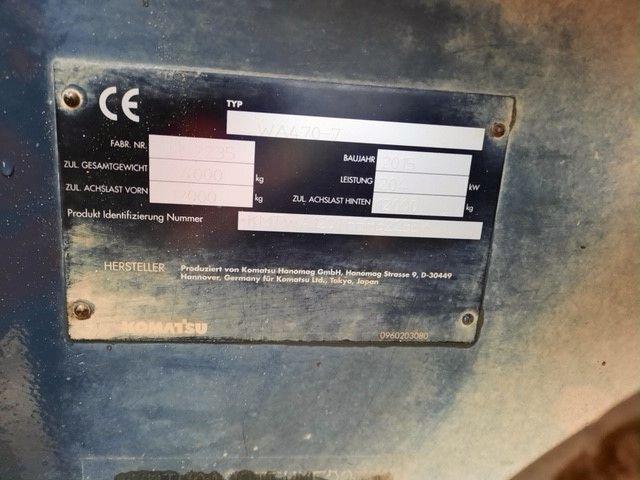 CE
TYP WA470-7
FABR. NR. BAUJAHR 2015
ZUL. GESAMTGEWICHT kg LEISTUNG kW
ZUL. ACHSLAST VORN kg ZUL. ACHSLAST HINTEN kg
Produkt Identifizierung Nummer
HERSTELLER Produziert von Komatsu Hanomag GmbH, Hanomag Strasse 9, D-30449
Hannover, Germany für Komatsu Ltd., Tokyo, Japan
KOMATSU 0960203080